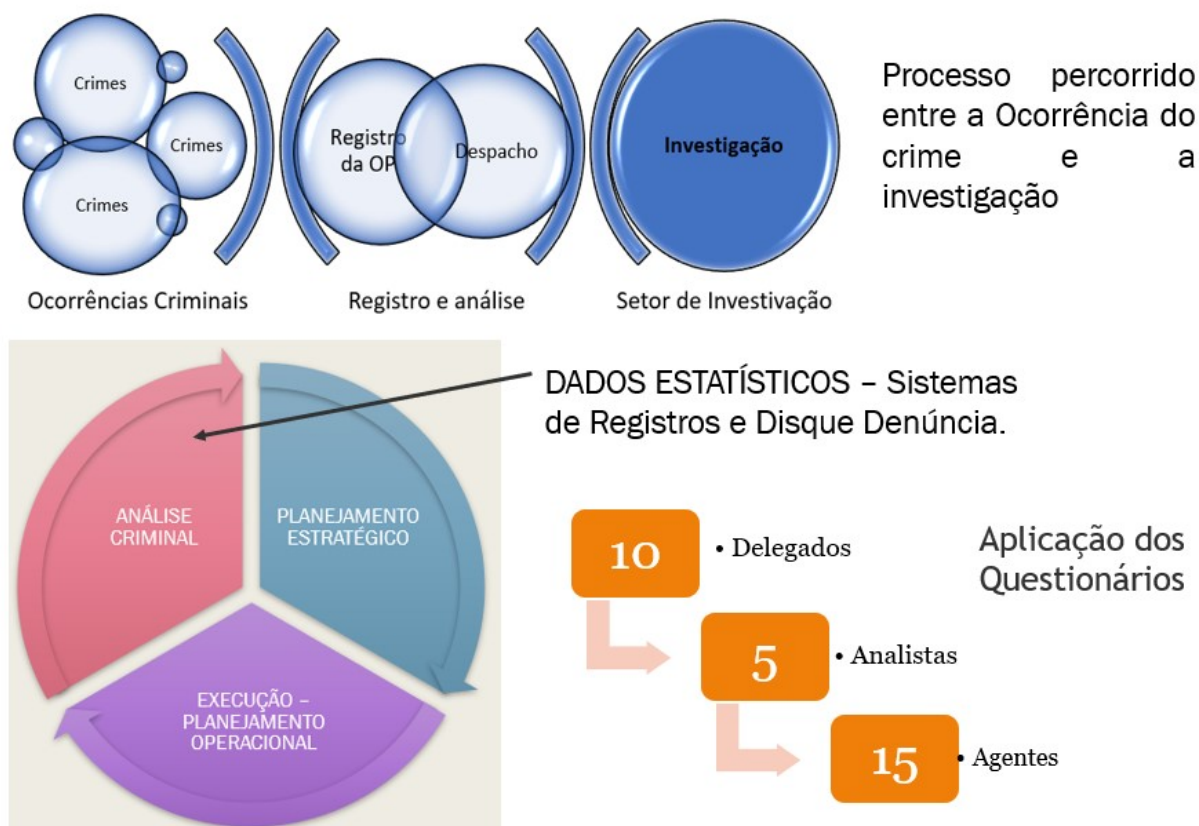 Crimes
Crimes
Crimes
Registro
da OP
Despacho
Investigação
Ocorrências Criminais
Registro e análise
Setor de Investivação
Processo percorrido
entre a Ocorrência do
crime e a
investigação
DADOS ESTATÍSTICOS – Sistemas
de Registros e Disque Denúncia.
ANÁLISE
CRIMINAL
PLANEJAMENTO
ESTRATÉGICO
EXECUÇÃO –
PLANEJAMENTO
OPERACIONAL
10
• Delegados
5
• Analistas
15
• Agentes
Aplicação dos
Questionários